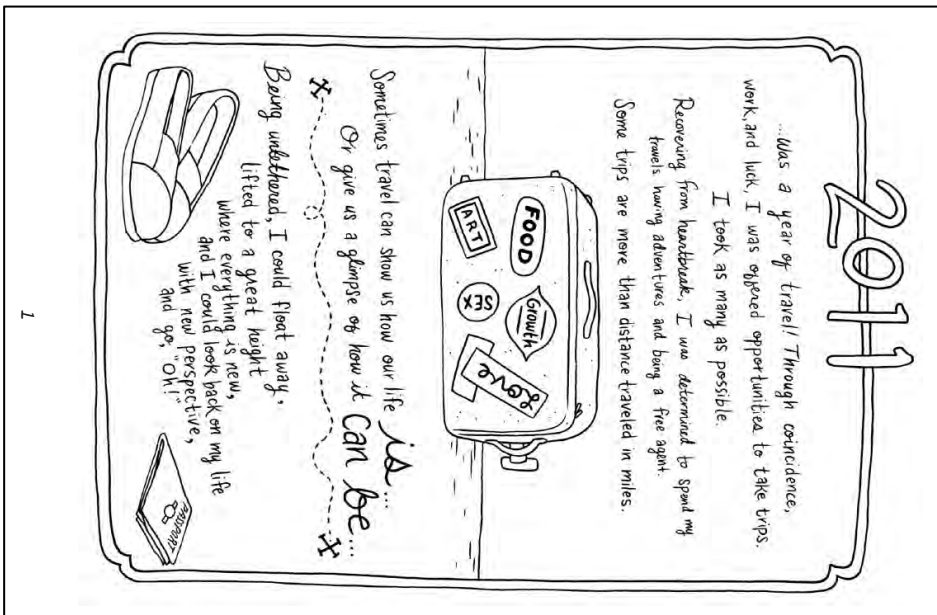 2011
...Was a year of travel! Through coincidence,
work, and luck, I was offered opportunities to take trips.
I took as many as possible.
Recovering from heartbreak, I was determined to spend my
travels having adventures and being a free agent.
Some trips are more than distance traveled in miles.
FOOD
Growth
LOVE
ART
SEX
Sometimes travel can show us how our life is...
Or give us a glimpse of how it Can be...
Being untethered, I could float away,
lifted to a great height
where everything is new,
and I could look back on my life
with new perspective,
and go, "Oh!"
PASSPORT
1